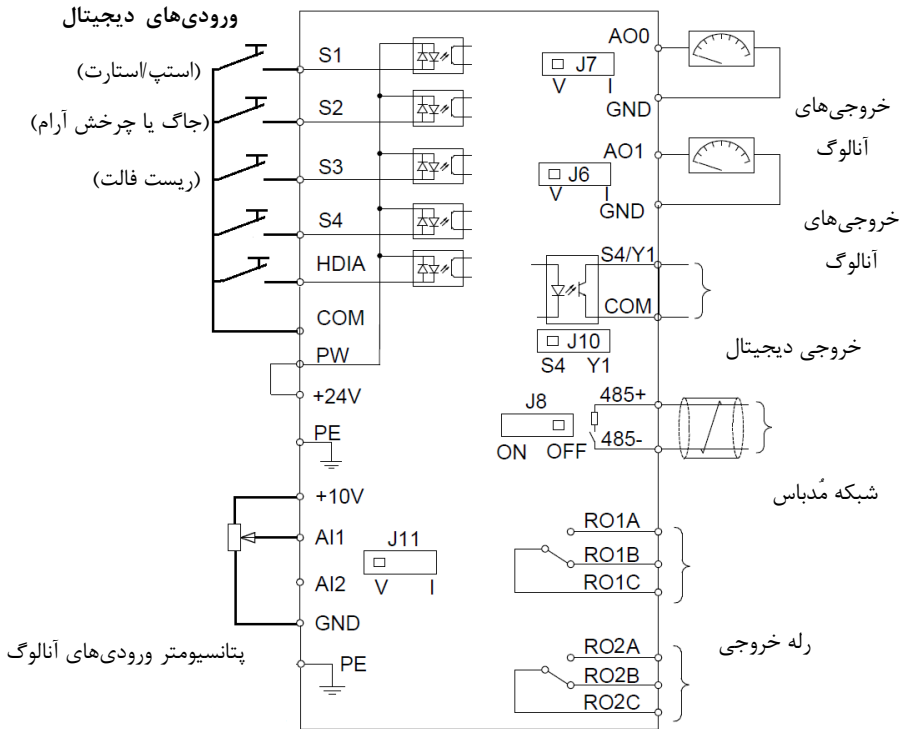 ورودی‌های دیجیتال
S1
(استپ/استارت)
S2
(جاگ یا چرخش آرام)
S3
(ریست فالت)
S4
HDIA
COM
PW
+24V
PE
+10V
AI1
AI2
GND
PE
پتانسیومتر ورودی‌های آنالوگ
J11
V I
AO0
J7
V I
GND
خروجی‌های
آنالوگ
AO1
J6
V I
GND
خروجی‌های
آنالوگ
S4/Y1
COM
J10
S4 Y1
خروجی دیجیتال
J8
ON OFF
485+
485-
شبکه مُدباس
RO1A
RO1B
RO1C
رله خروجی
RO2A
RO2B
RO2C